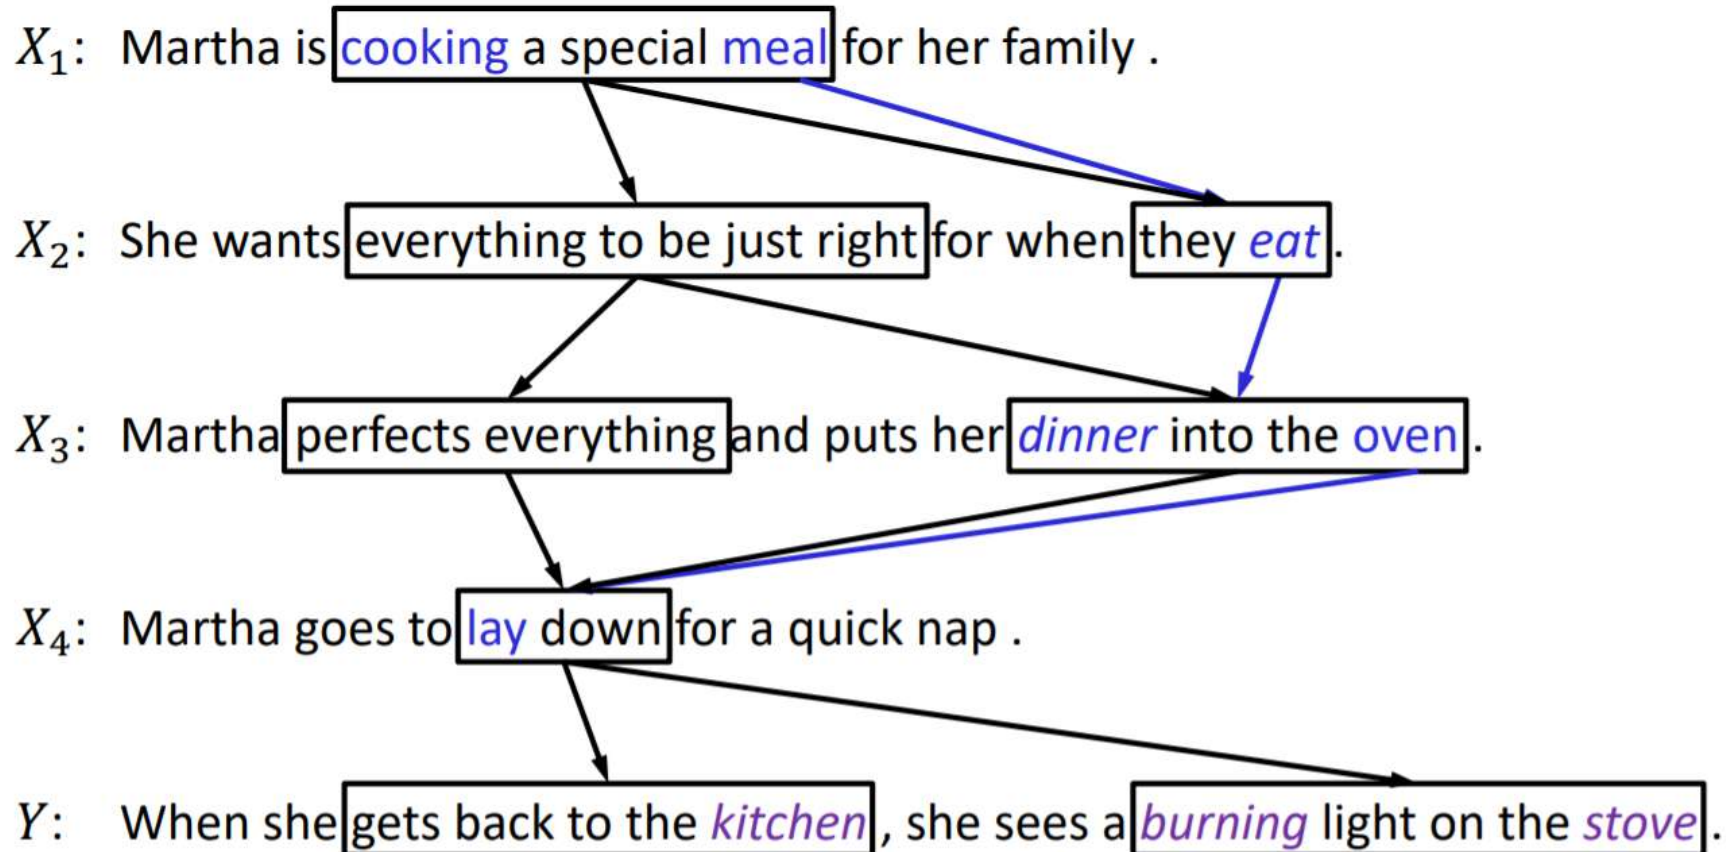 X₁: Martha is cooking a special meal for her family .
X₂: She wants everything to be just right for when they eat .
X₃: Martha perfects everything and puts her dinner into the oven .
X₄: Martha goes to lay down for a quick nap .
Y: When she gets back to the kitchen , she sees a burning light on the stove .